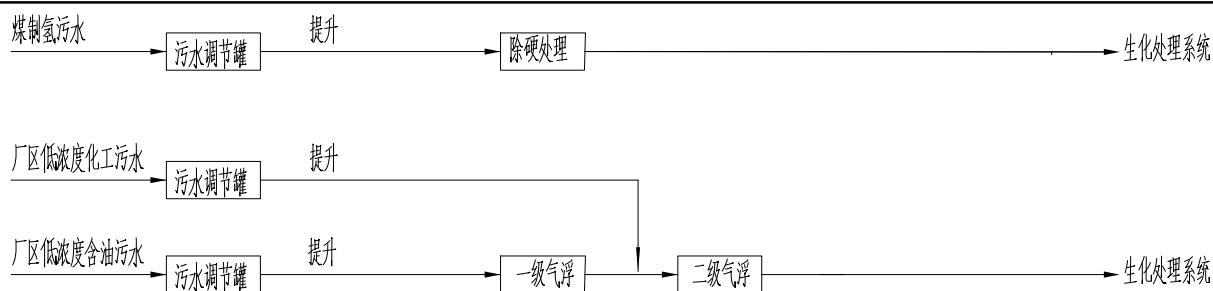 煤制氢污水
提升
污水调节罐
除硬处理
生化处理系统
厂区低浓度化工污水
提升
污水调节罐
厂区低浓度含油污水
提升
污水调节罐
一级气浮
二级气浮
生化处理系统